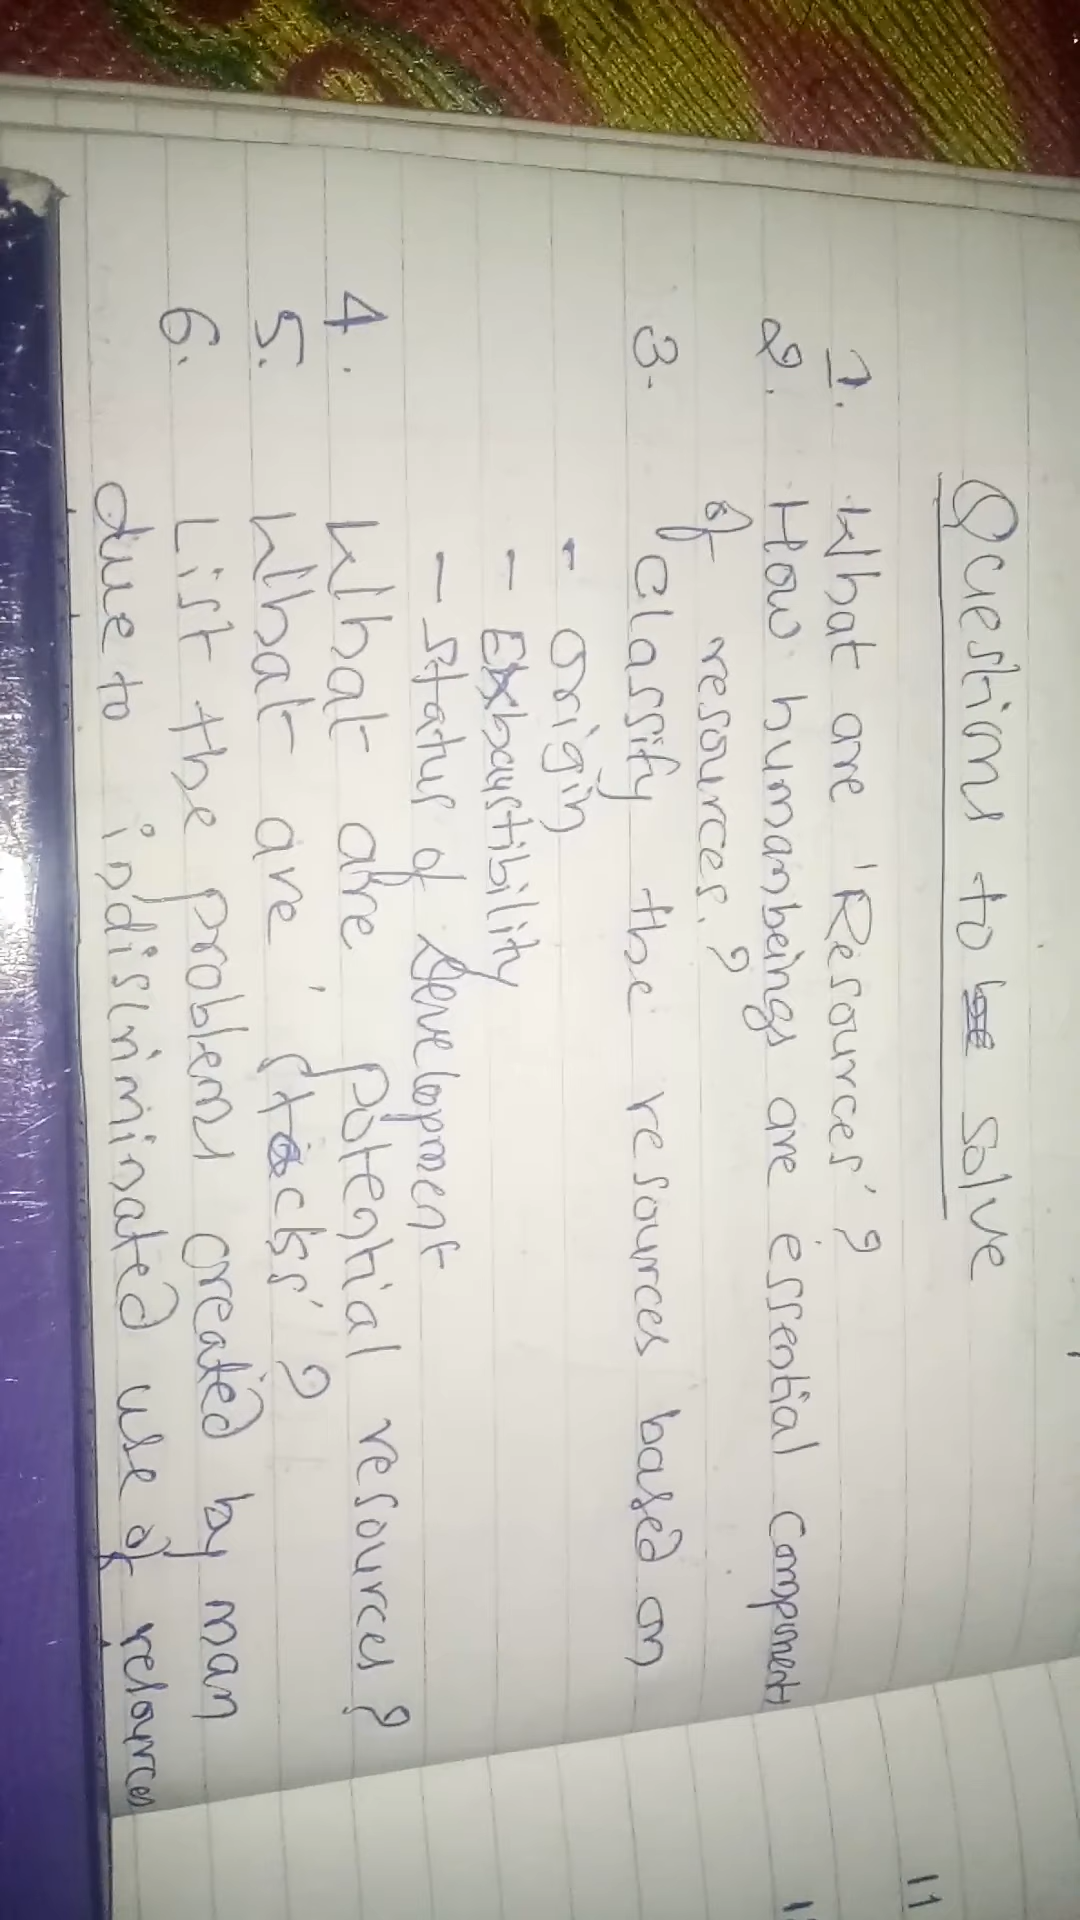 Questions to solve
1. What are 'Resources'?
2. How humanbeings are essential components
of resources.?
3. classify the resources based on
- origin
- Exhaustibility
- Status of Development
4. What are potential resources?
5. What are 'stocks'?
6. List the problems created by man
due to indiscriminated use of resources
11